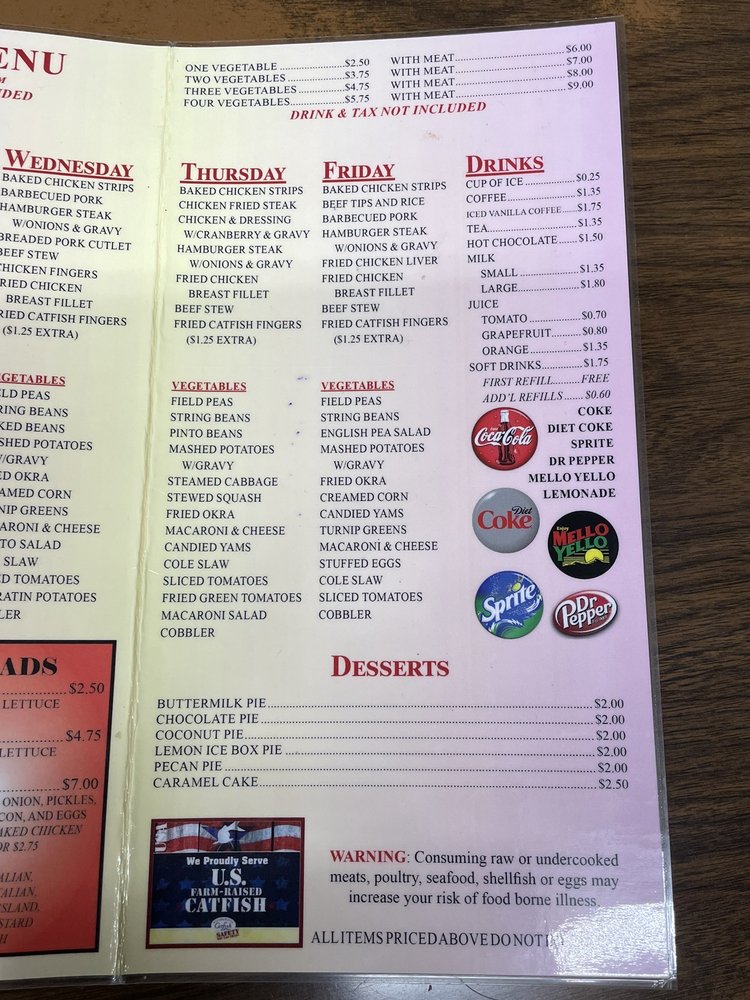 ENU
M
DED
WEDNESDAY
BAKED CHICKEN STRIPS
BARBECUED PORK
HAMBURGER STEAK
W/ONIONS & GRAVY
BREADED PORK CUTLET
BEEF STEW
CHICKEN FINGERS
FRIED CHICKEN
BREAST FILLET
FRIED CATFISH FINGERS
($1.25 EXTRA)
GETABLES
ELD PEAS
RING BEANS
KED BEANS
SHED POTATOES
W/GRAVY
ED OKRA
AMED CORN
NIP GREENS
ARONI & CHEESE
TO SALAD
SLAW
ED TOMATOES
RATIN POTATOES
LER
ADS
$2.50
LETTUCE
$4.75
LETTUCE
$7.00
ONION, PICKLES,
CON, AND EGGS
AKED CHICKEN
OR $2.75
ALIAN,
TALIAN,
ISLAND,
STARD
H
ONE VEGETABLE $2.50 WITH MEAT $6.00
TWO VEGETABLES $3.75 WITH MEAT $7.00
THREE VEGETABLES $4.75 WITH MEAT $8.00
FOUR VEGETABLES $5.75 WITH MEAT $9.00
DRINK & TAX NOT INCLUDED
THURSDAY
BAKED CHICKEN STRIPS
CHICKEN FRIED STEAK
CHICKEN & DRESSING
W/CRANBERRY & GRAVY
HAMBURGER STEAK
W/ONIONS & GRAVY
FRIED CHICKEN
BREAST FILLET
BEEF STEW
FRIED CATFISH FINGERS
($1.25 EXTRA)
VEGETABLES
FIELD PEAS
STRING BEANS
PINTO BEANS
MASHED POTATOES
W/GRAVY
STEAMED CABBAGE
STEWED SQUASH
FRIED OKRA
MACARONI & CHEESE
CANDIED YAMS
COLE SLAW
SLICED TOMATOES
FRIED GREEN TOMATOES
MACARONI SALAD
COBBLER
FRIDAY
BAKED CHICKEN STRIPS
BEEF TIPS AND RICE
BARBECUED PORK
HAMBURGER STEAK
W/ONIONS & GRAVY
FRIED CHICKEN LIVER
FRIED CHICKEN
BREAST FILLET
BEEF STEW
FRIED CATFISH FINGERS
($1.25 EXTRA)
VEGETABLES
FIELD PEAS
STRING BEANS
ENGLISH PEA SALAD
MASHED POTATOES
W/GRAVY
FRIED OKRA
CREAMED CORN
CANDIED YAMS
TURNIP GREENS
MACARONI & CHEESE
STUFFED EGGS
COLE SLAW
SLICED TOMATOES
COBBLER
DRINKS
CUP OF ICE $0.25
COFFEE $1.35
ICED VANILLA COFFEE $1.75
TEA $1.35
HOT CHOCOLATE $1.50
MILK
SMALL $1.35
LARGE $1.80
JUICE
TOMATO $0.70
GRAPEFRUIT $0.80
ORANGE $1.35
SOFT DRINKS $1.75
FIRST REFILL FREE
ADD'L REFILLS $0.60
COKE
DIET COKE
SPRITE
DR PEPPER
MELLO YELLO
LEMONADE
Coca-Cola
Diet
Coke
Enjoy
MELLO
YELLO
Sprite
Dr
Pepper
DESSERTS
BUTTERMILK PIE $2.00
CHOCOLATE PIE $2.00
COCONUT PIE $2.00
LEMON ICE BOX PIE $2.00
PECAN PIE $2.00
CARAMEL CAKE $2.50
USA
We Proudly Serve
U.S.
FARM-RAISED
CATFISH
SAFETY
WARNING: Consuming raw or undercooked
meats, poultry, seafood, shellfish or eggs may
increase your risk of food borne illness.
ALL ITEMS PRICED ABOVE DO NOT